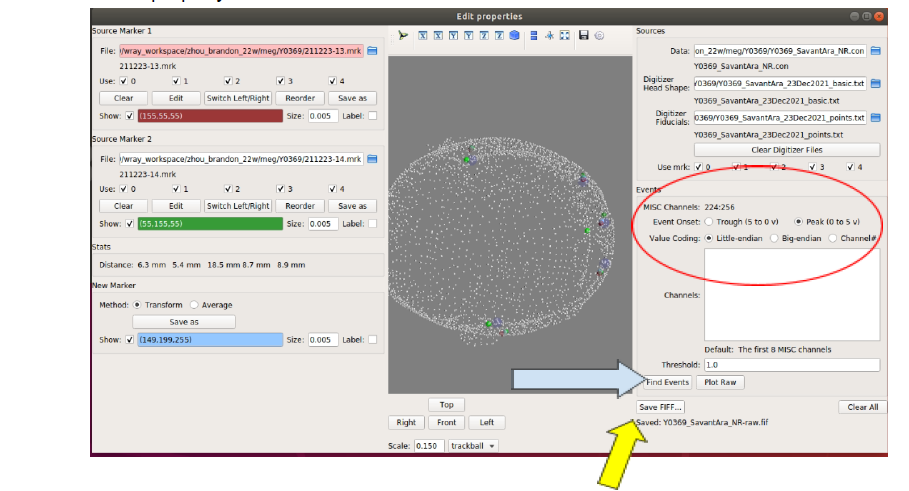 Edit properties
Source Marker 1
File: )/wray_workspace/zhou_brandon_22w/meg/Y0369/211223-13.mrk
211223-13.mrk
Use: 0 1 2 3 4
Clear Edit Switch Left/Right Reorder Save as
Show: (155,55,55) Size: 0.005 Label:
Source Marker 2
File: )/wray_workspace/zhou_brandon_22w/meg/Y0369/211223-14.mrk
211223-14.mrk
Use: 0 1 2 3 4
Clear Edit Switch Left/Right Reorder Save as
Show: (55,155,55) Size: 0.005 Label:
Stats
Distance: 6.3 mm 5.4 mm 18.5 mm 8.7 mm 8.9 mm
New Marker
Method: Transform Average
Save as
Show: (149,199,255) Size: 0.005 Label:
X X Y Y Z Z
Top
Right Front Left
Scale: 0.150 trackball
Sources
Data: on_22w/meg/Y0369/Y0369_SavantAra_NR.con
Y0369_SavantAra_NR.con
Digitizer
Head Shape: Y0369/Y0369_SavantAra_23Dec2021_basic.txt
Y0369_SavantAra_23Dec2021_basic.txt
Digitizer
Fiducials: 0369/Y0369_SavantAra_23Dec2021_points.txt
Y0369_SavantAra_23Dec2021_points.txt
Clear Digitizer Files
Use mrk: 0 1 2 3 4
Events
MISC Channels: 224:256
Event Onset: Trough (5 to 0 v) Peak (0 to 5 v)
Value Coding: Little-endian Big-endian Channel#
Channels:
Default: The first 8 MISC channels
Threshold: 1.0
Find Events Plot Raw
Save FIFF... Clear All
Saved: Y0369_SavantAra_NR-raw.fif